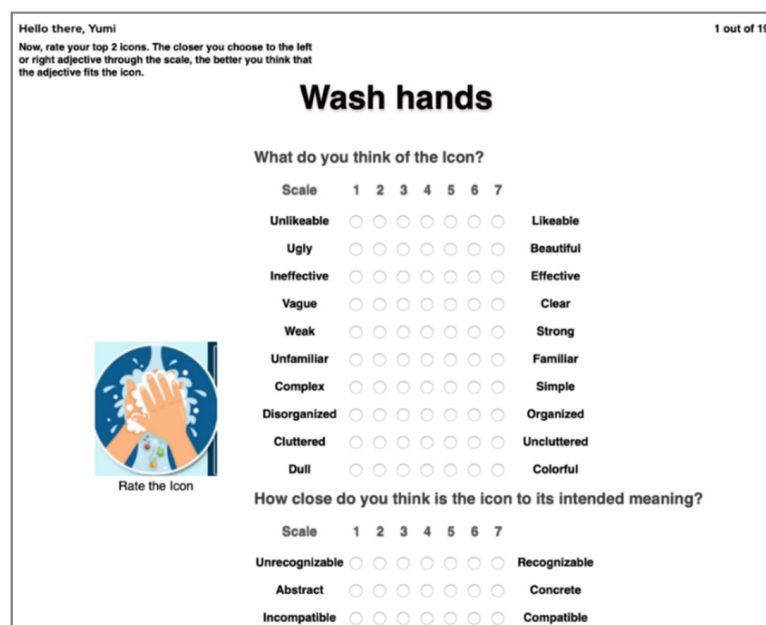 Hello there, Yumi
1 out of 19
Now, rate your top 2 icons. The closer you choose to the left
or right adjective through the scale, the better you think that
the adjective fits the icon.
Wash hands
What do you think of the Icon?
Scale 1 2 3 4 5 6 7
Unlikeable Likeable
Ugly Beautiful
Ineffective Effective
Vague Clear
Weak Strong
Unfamiliar Familiar
Complex Simple
Disorganized Organized
Cluttered Uncluttered
Dull Colorful
Rate the Icon
How close do you think is the icon to its intended meaning?
Scale 1 2 3 4 5 6 7
Unrecognizable Recognizable
Abstract Concrete
Incompatible Compatible